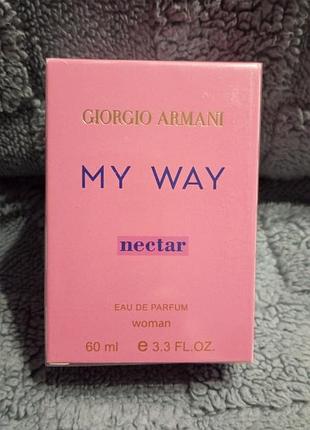 GIORGIO ARMANI
MY WAY
nectar
EAU DE PARFUM
woman
60 ml e 3.3 FL.OZ.